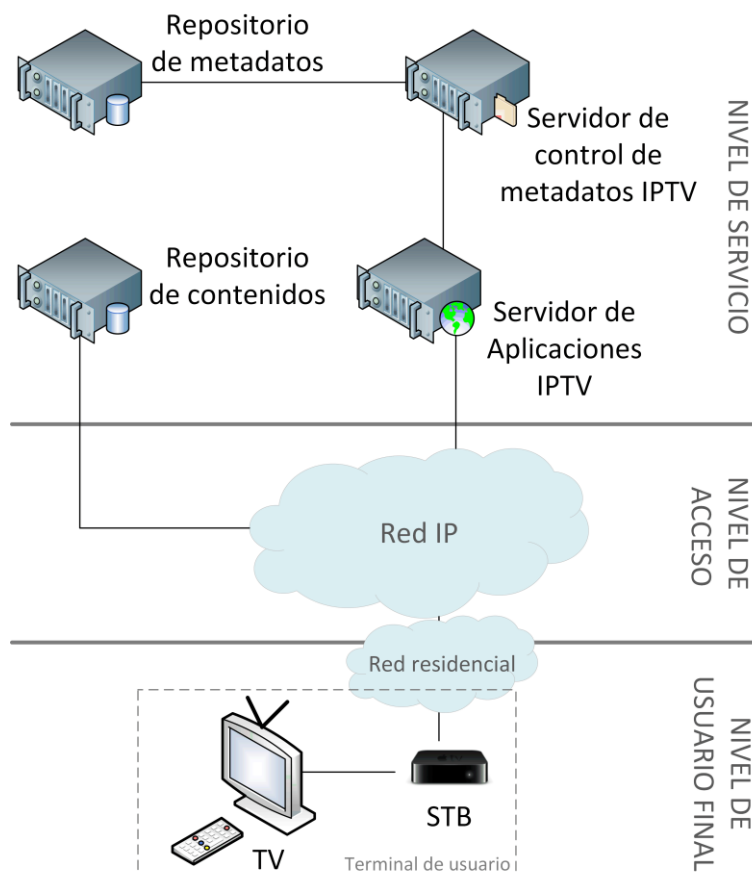 Repositorio
de metadatos
Servidor de
control de
metadatos IPTV
NIVEL DE SERVICIO
Repositorio
de contenidos
Servidor de
Aplicaciones
IPTV
NIVEL DE
ACCESO
Red IP
Red residencial
NIVEL DE
USUARIO FINAL
STB
TV
Terminal de usuario